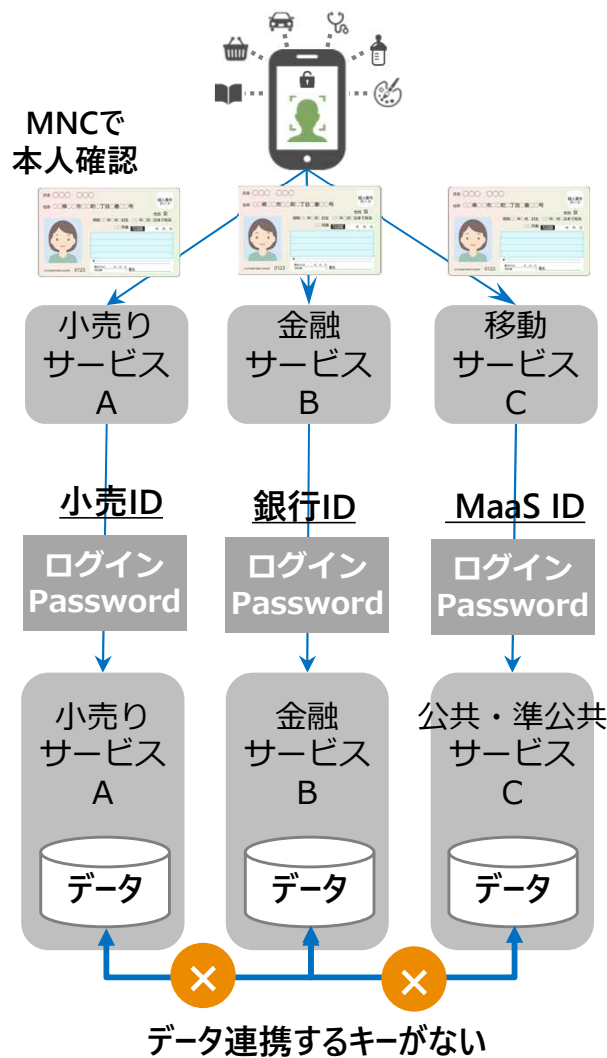 MNCで
本人確認
小売り
サービス
A
金融
サービス
B
移動
サービス
C
小売ID
銀行ID
MaaS ID
ログイン
Password
ログイン
Password
ログイン
Password
小売り
サービス
A
金融
サービス
B
公共・準公共
サービス
C
データ
データ
データ
データ連携するキーがない